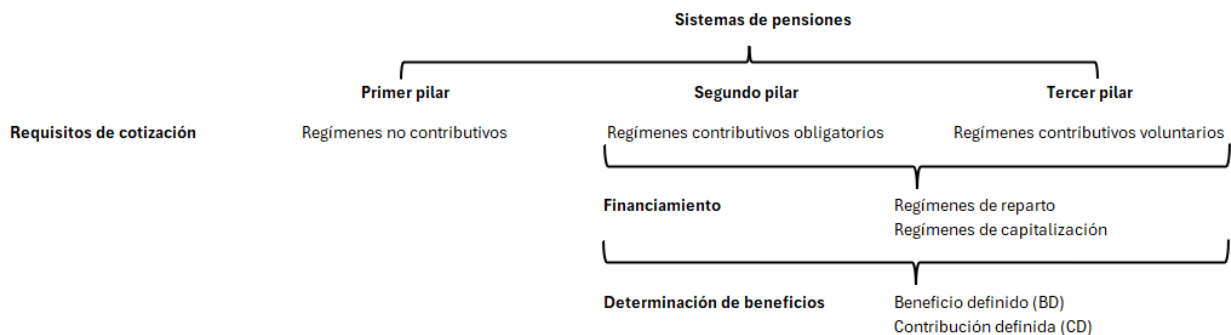 Sistemas de pensiones
Primer pilar Segundo pilar Tercer pilar
Requisitos de cotización Regímenes no contributivos Regímenes contributivos obligatorios Regímenes contributivos voluntarios
Financiamiento Regímenes de reparto
Regímenes de capitalización
Determinación de beneficios Beneficio definido (BD)
Contribución definida (CD)